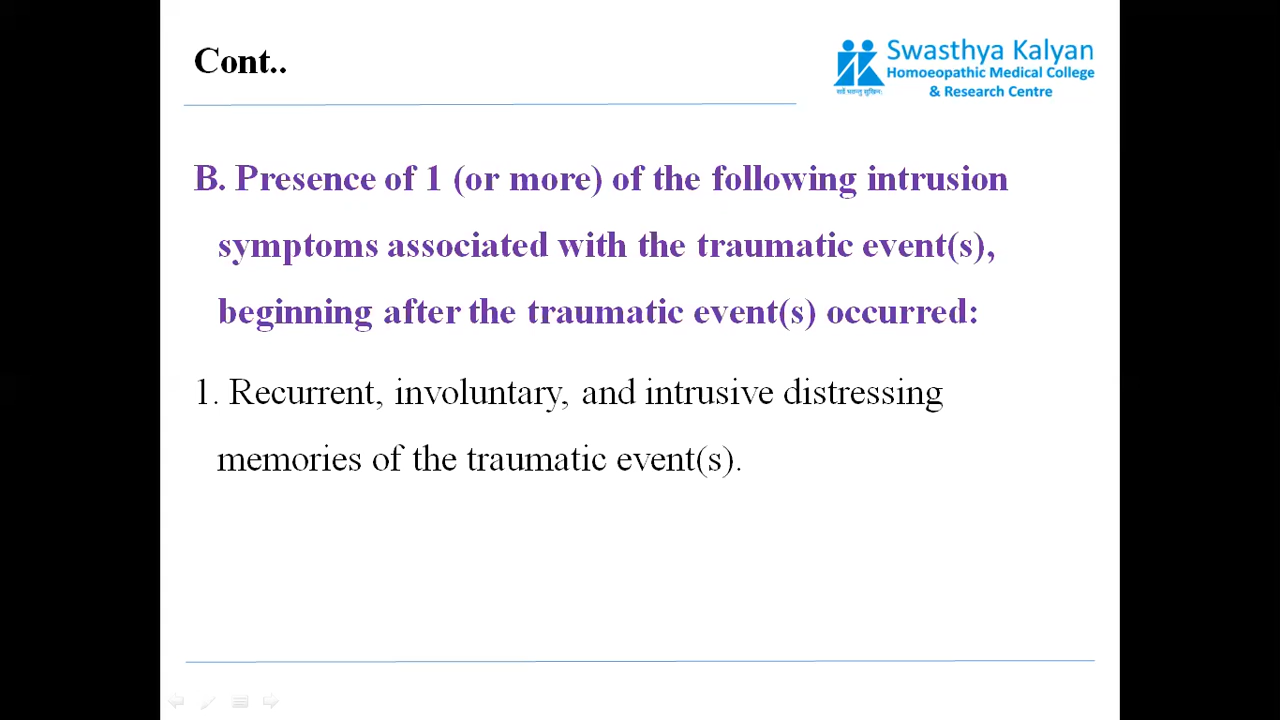 Cont..
Swasthya Kalyan
Homoeopathic Medical College
& Research Centre
सर्वे भवन्तु सुखिनः
B. Presence of 1 (or more) of the following intrusion
symptoms associated with the traumatic event(s),
beginning after the traumatic event(s) occurred:
1. Recurrent, involuntary, and intrusive distressing
memories of the traumatic event(s).